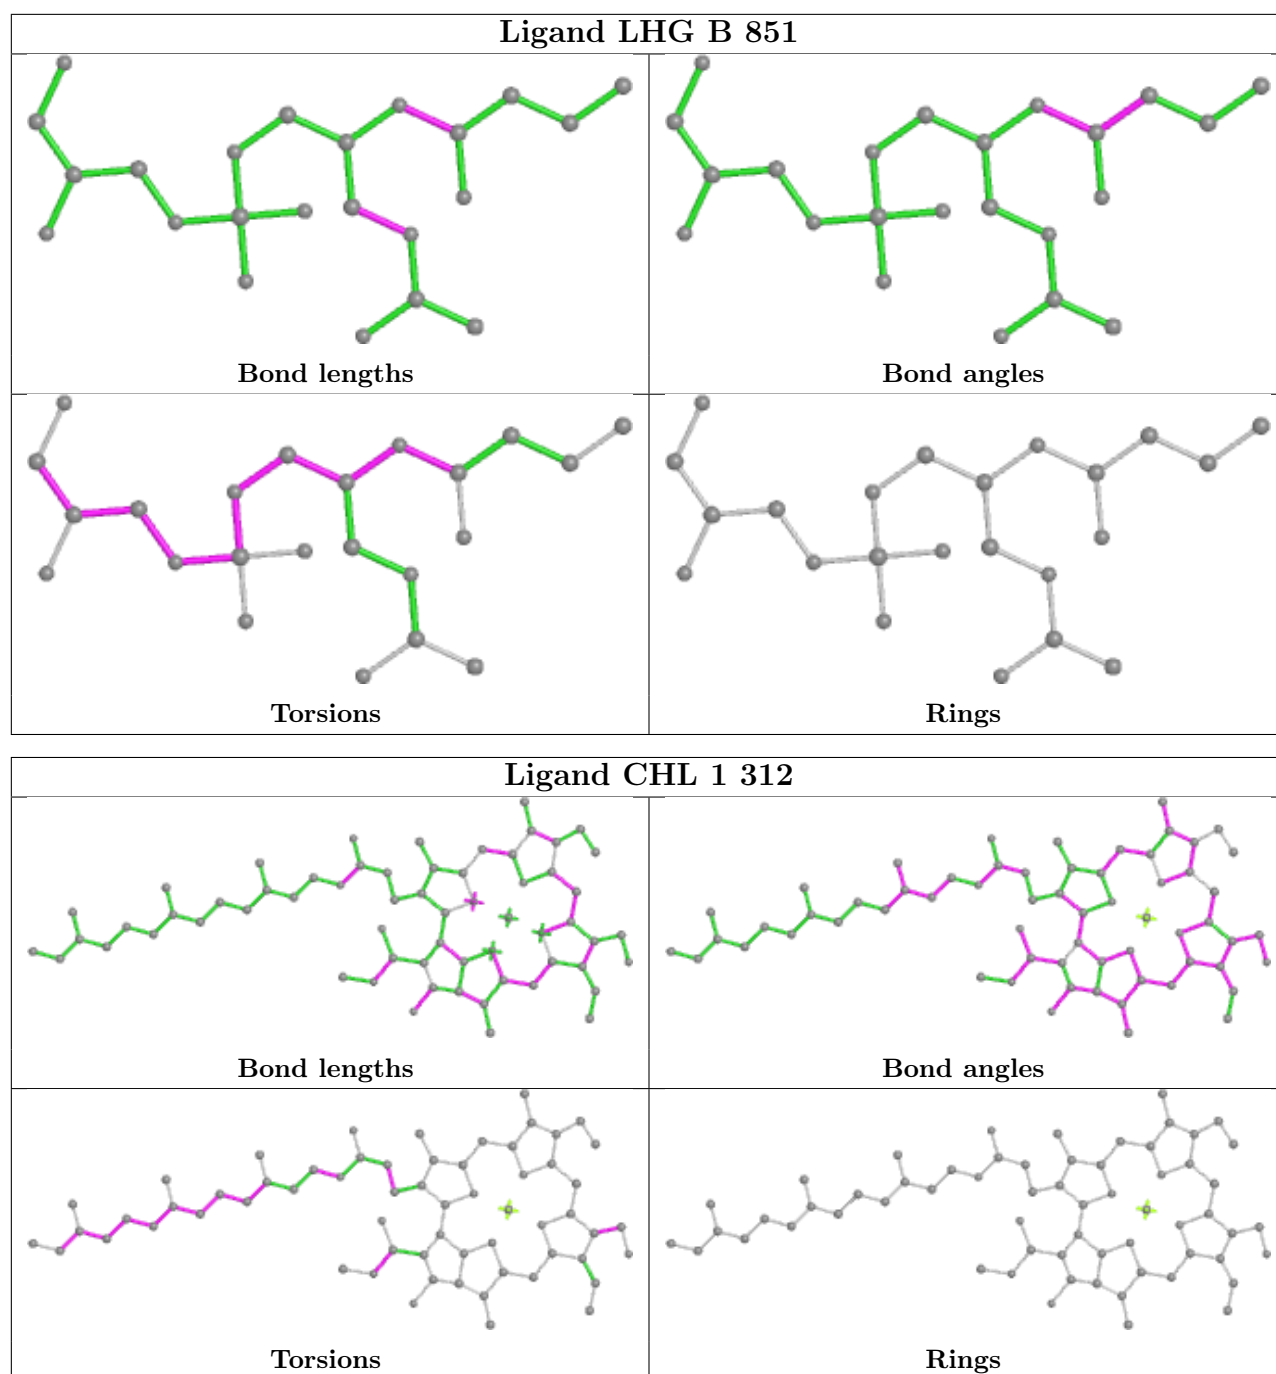 Ligand LHG B 851
Bond lengths
Bond angles
Torsions
Rings
Ligand CHL 1 312
Bond lengths
Bond angles
Torsions
Rings